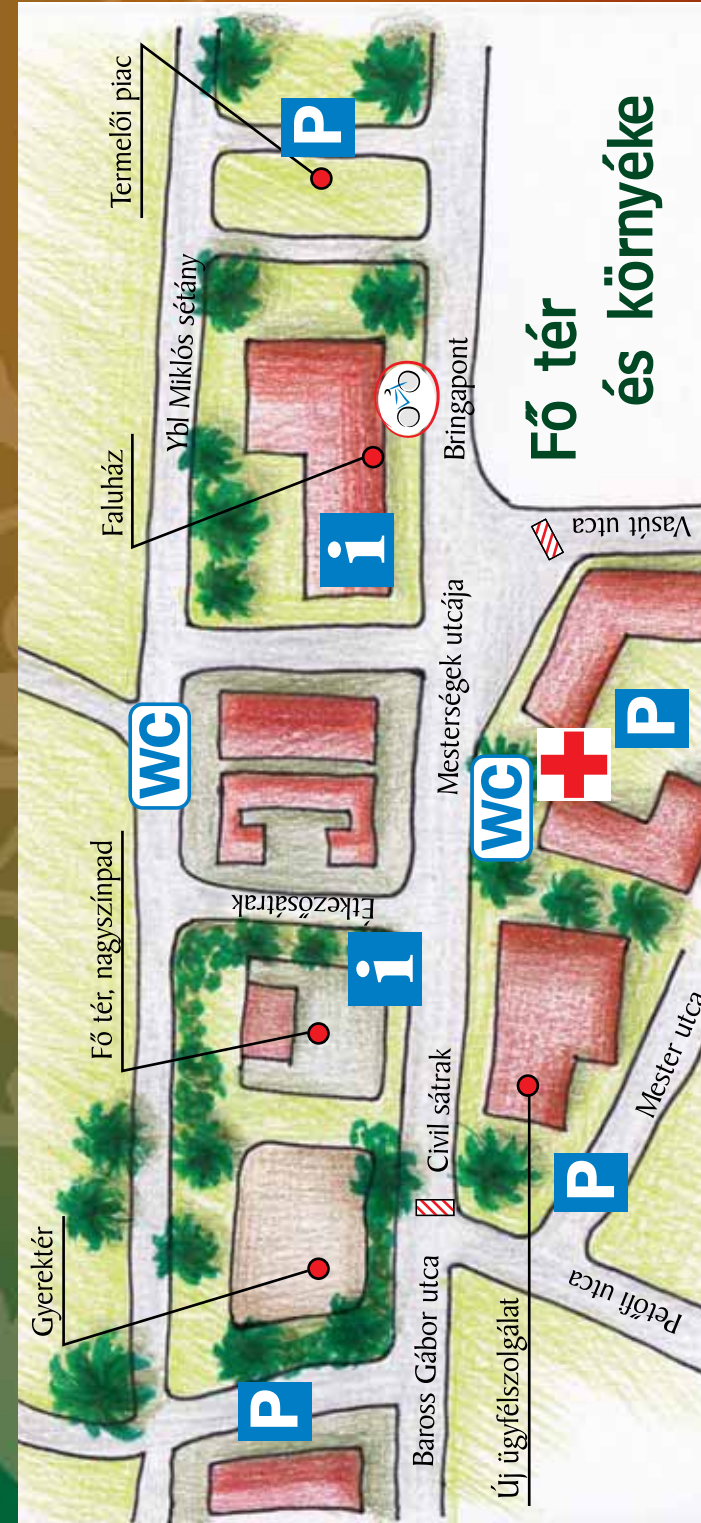 Fő tér
és környéke
Gyerektér
Fő tér, nagyszínpad
Faluház
Termelői piac
Ybl Miklós sétány
P
WC
Étkezősátrak
i
i
P
Bringapont
Baross Gábor utca
Civil sátrak
Mesterségek utcája
WC
Vasút utca
P
P
Petőfi utca
Mester utca
Új ügyfélszolgálat